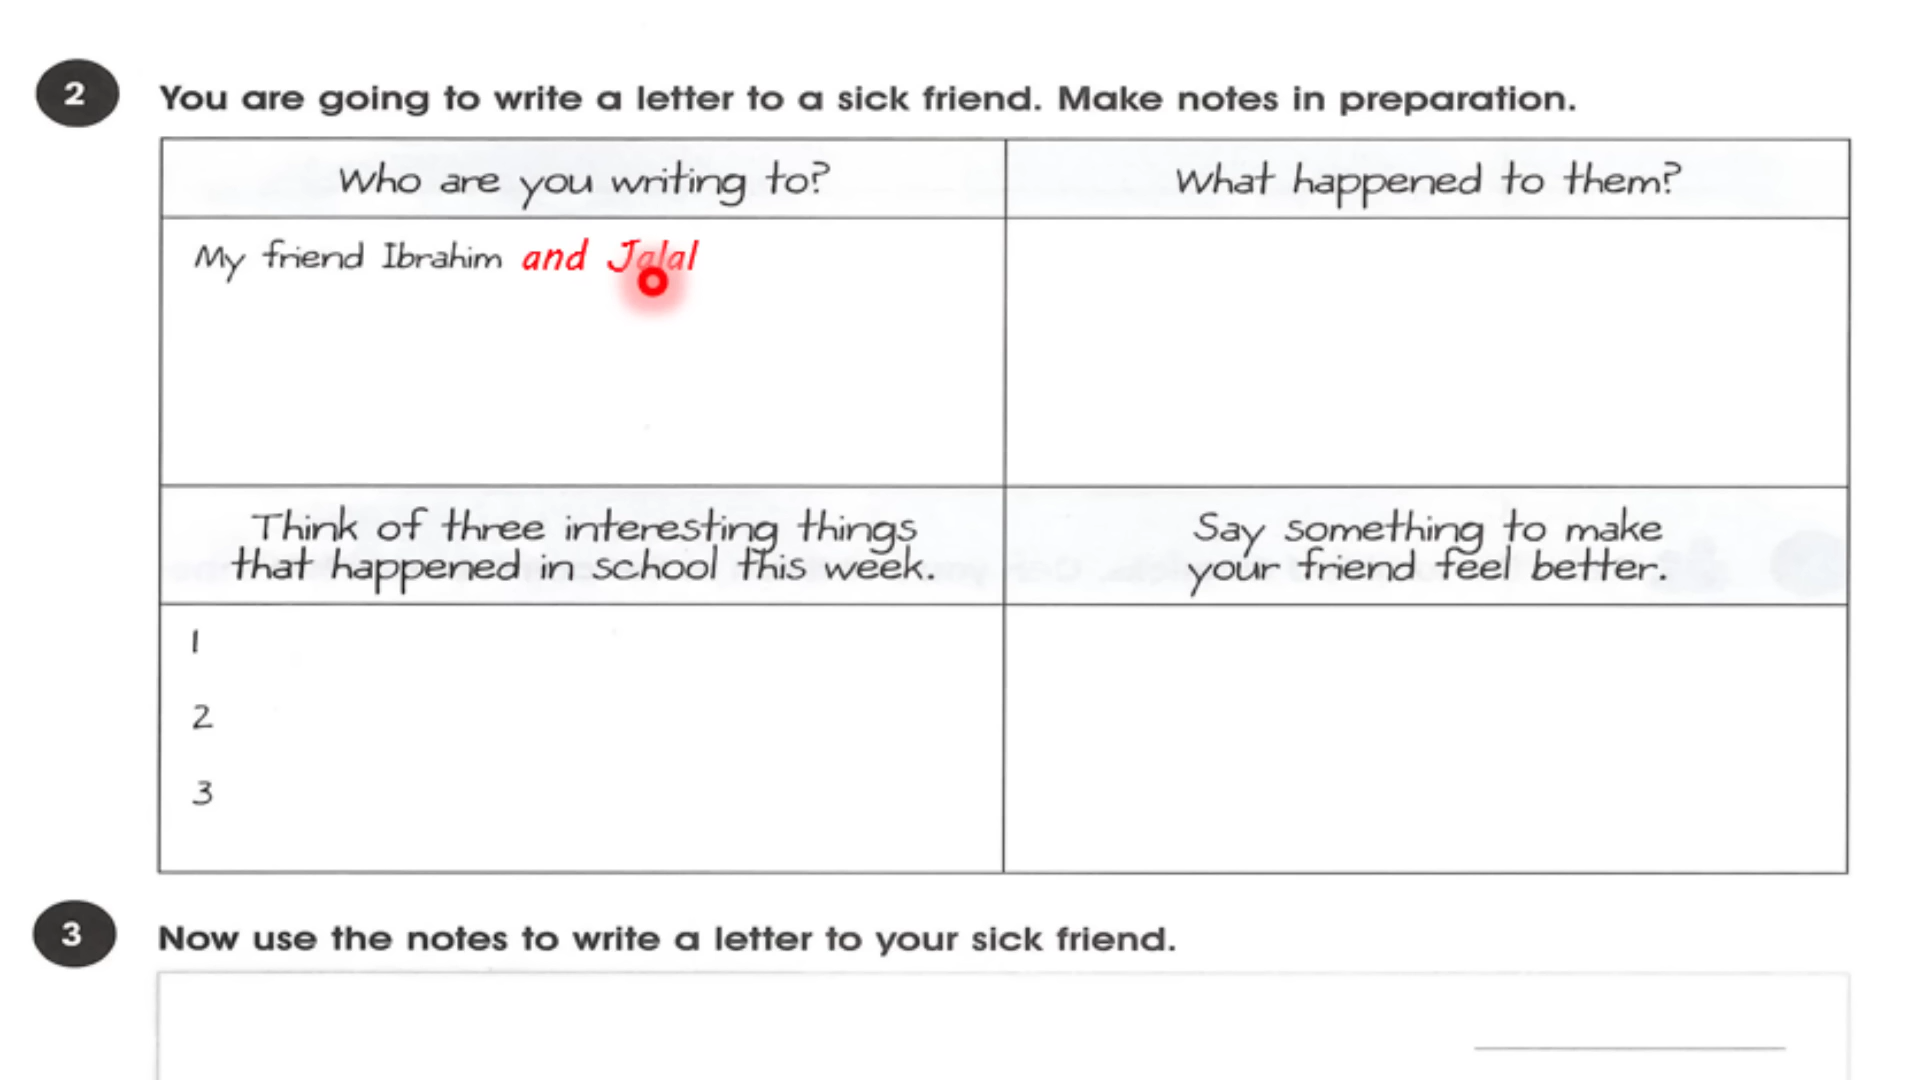 2 You are going to write a letter to a sick friend. Make notes in preparation.
Who are you writing to?
What happened to them?
My friend Ibrahim and Jalal
Think of three interesting things
that happened in school this week.
Say something to make
your friend feel better.
1
2
3
3 Now use the notes to write a letter to your sick friend.